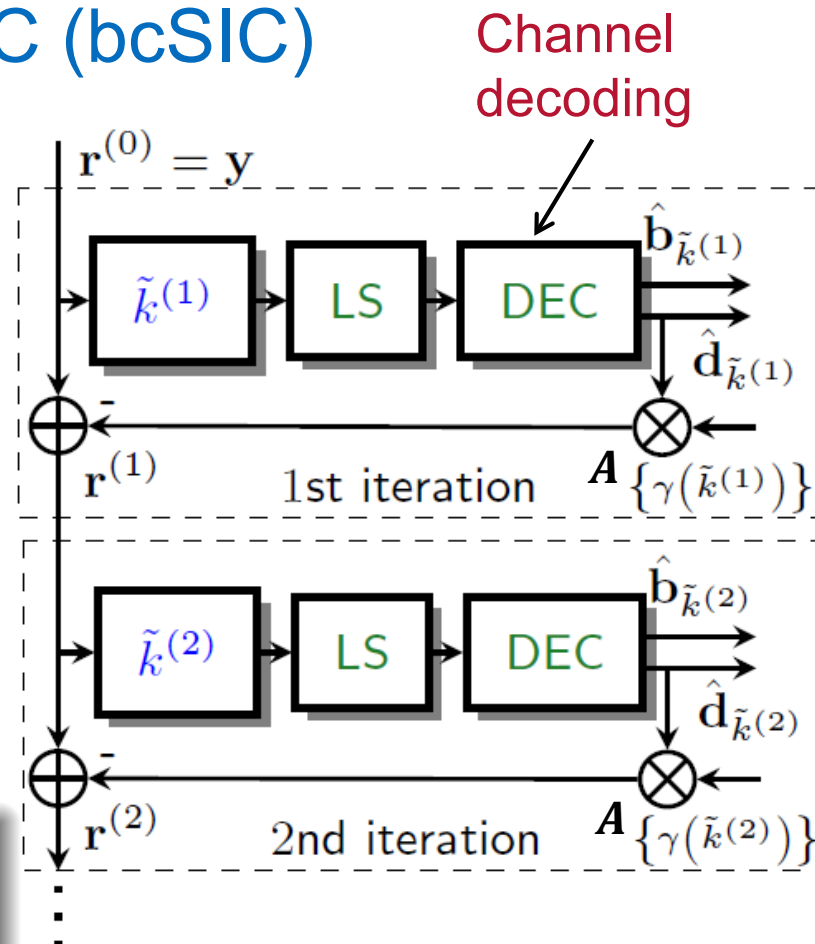 C (bcSIC)
Channel
decoding
r⁽⁰⁾ = y
k̃⁽¹⁾
LS
DEC
b̂_k̃⁽¹⁾
d̂_k̃⁽¹⁾
-
r⁽¹⁾
1st iteration
A {γ(k̃⁽¹⁾)}
k̃⁽²⁾
LS
DEC
b̂_k̃⁽²⁾
d̂_k̃⁽²⁾
-
r⁽²⁾
2nd iteration
A {γ(k̃⁽²⁾)}